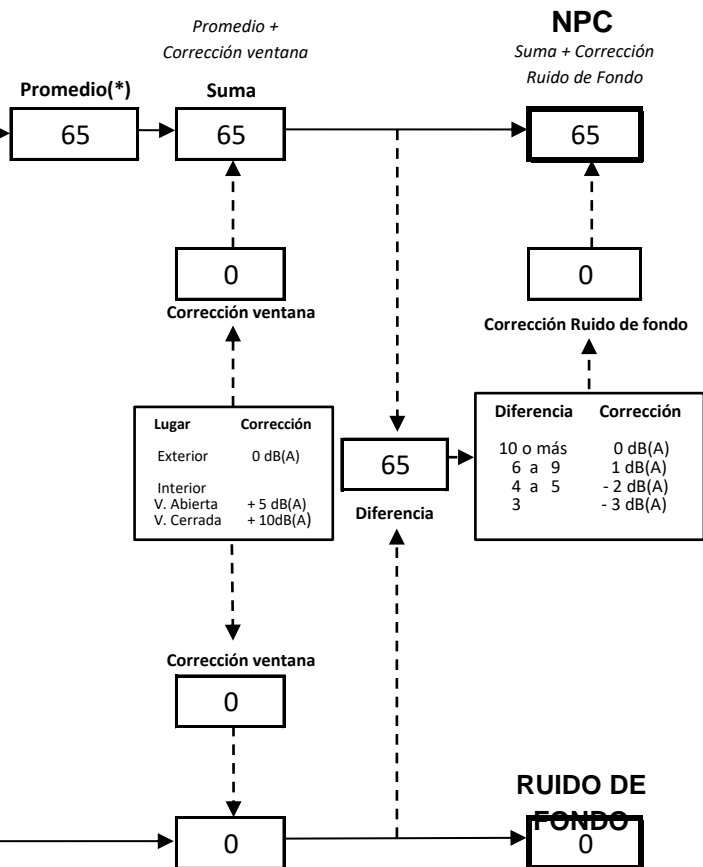 Promedio +
Corrección ventana
NPC
Suma + Corrección
Ruido de Fondo
Promedio(*)
Suma
65
65
65
0
0
Corrección ventana
Corrección Ruido de fondo
Lugar Corrección
Exterior 0 dB(A)
Interior
V. Abierta + 5 dB(A)
V. Cerrada + 10dB(A)
65
Diferencia
Diferencia Corrección
10 o más 0 dB(A)
6 a 9 1 dB(A)
4 a 5 - 2 dB(A)
3 - 3 dB(A)
Corrección ventana
0
RUIDO DE
FONDO
0
0